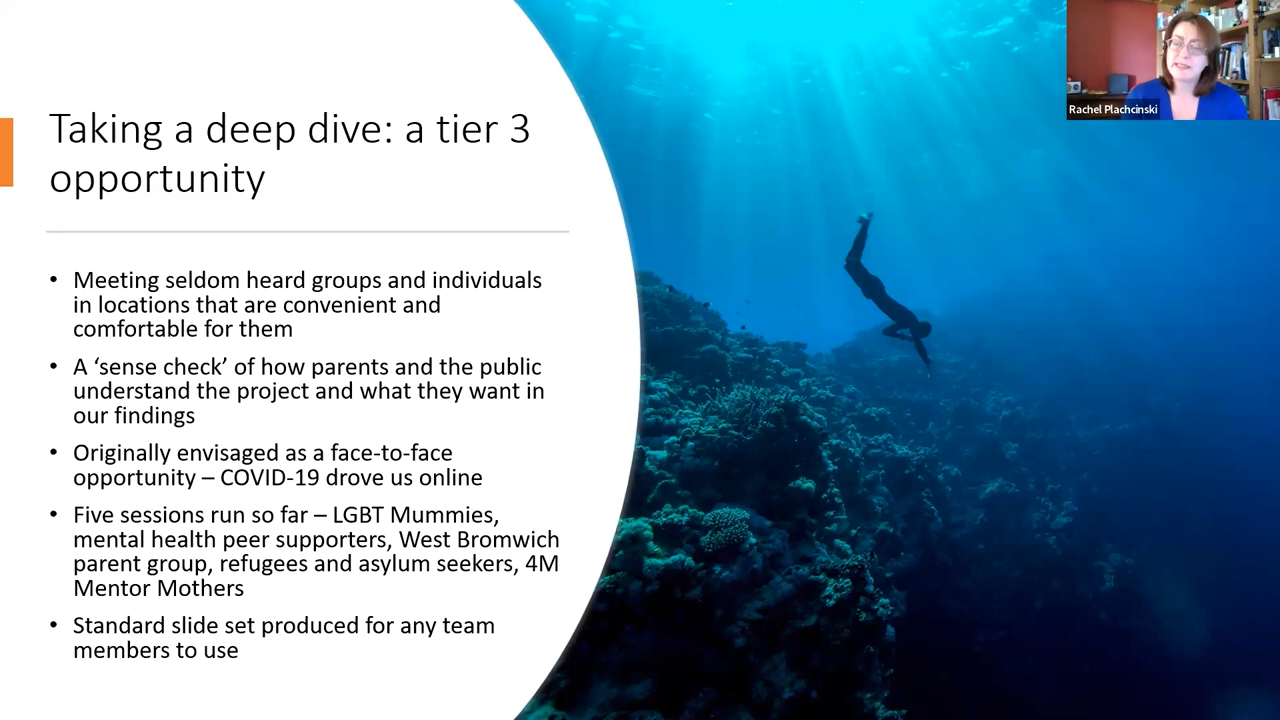 Taking a deep dive: a tier 3
opportunity
• Meeting seldom heard groups and individuals
in locations that are convenient and
comfortable for them
• A ‘sense check’ of how parents and the public
understand the project and what they want in
our findings
• Originally envisaged as a face-to-face
opportunity – COVID-19 drove us online
• Five sessions run so far – LGBT Mummies,
mental health peer supporters, West Bromwich
parent group, refugees and asylum seekers, 4M
Mentor Mothers
• Standard slide set produced for any team
members to use
Rachel Plachcinski